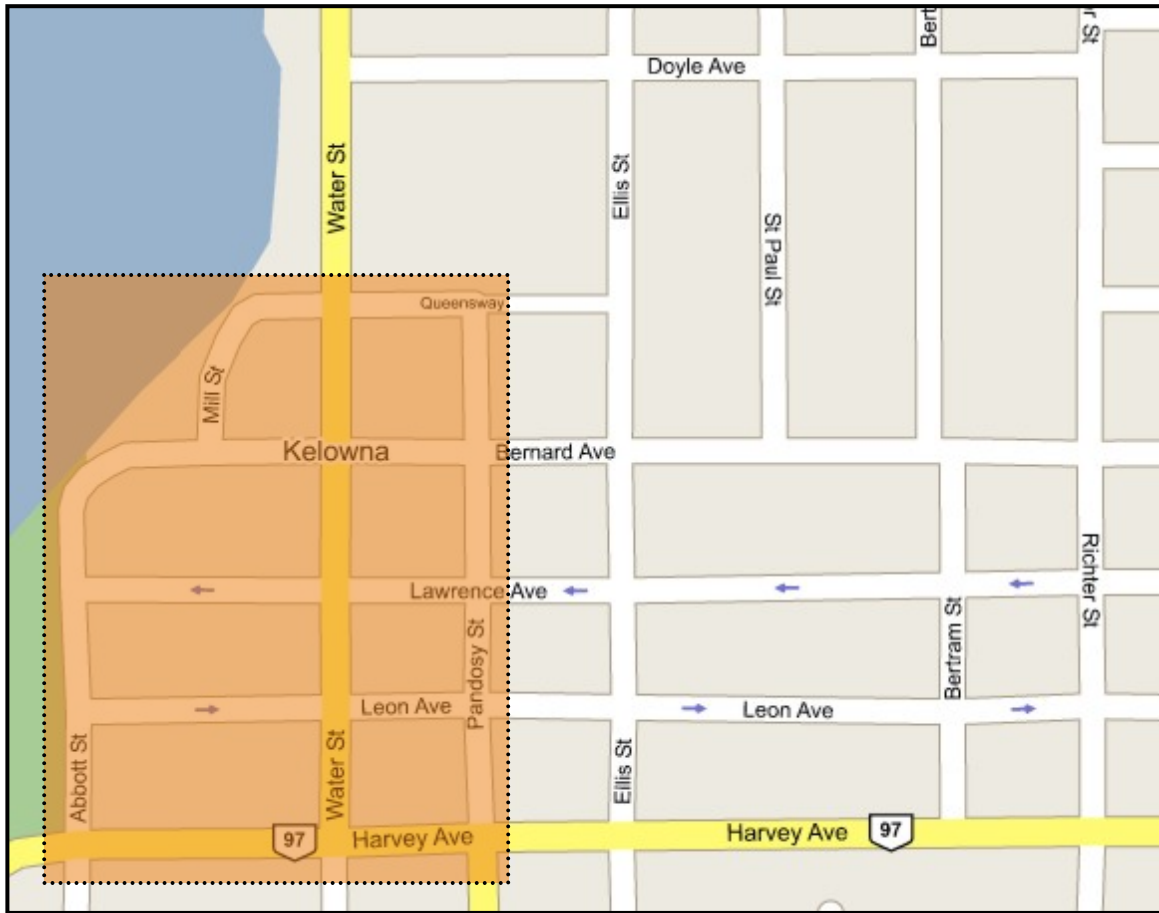 Bert
r St
Doyle Ave
Water St
Ellis St
St Paul St
Queensway
Mill St
Kelowna
Bernard Ave
Richter St
Lawrence Ave
Bertram St
Pandosy St
Leon Ave
Leon Ave
Abbott St
Water St
Ellis St
97
Harvey Ave
Harvey Ave
97